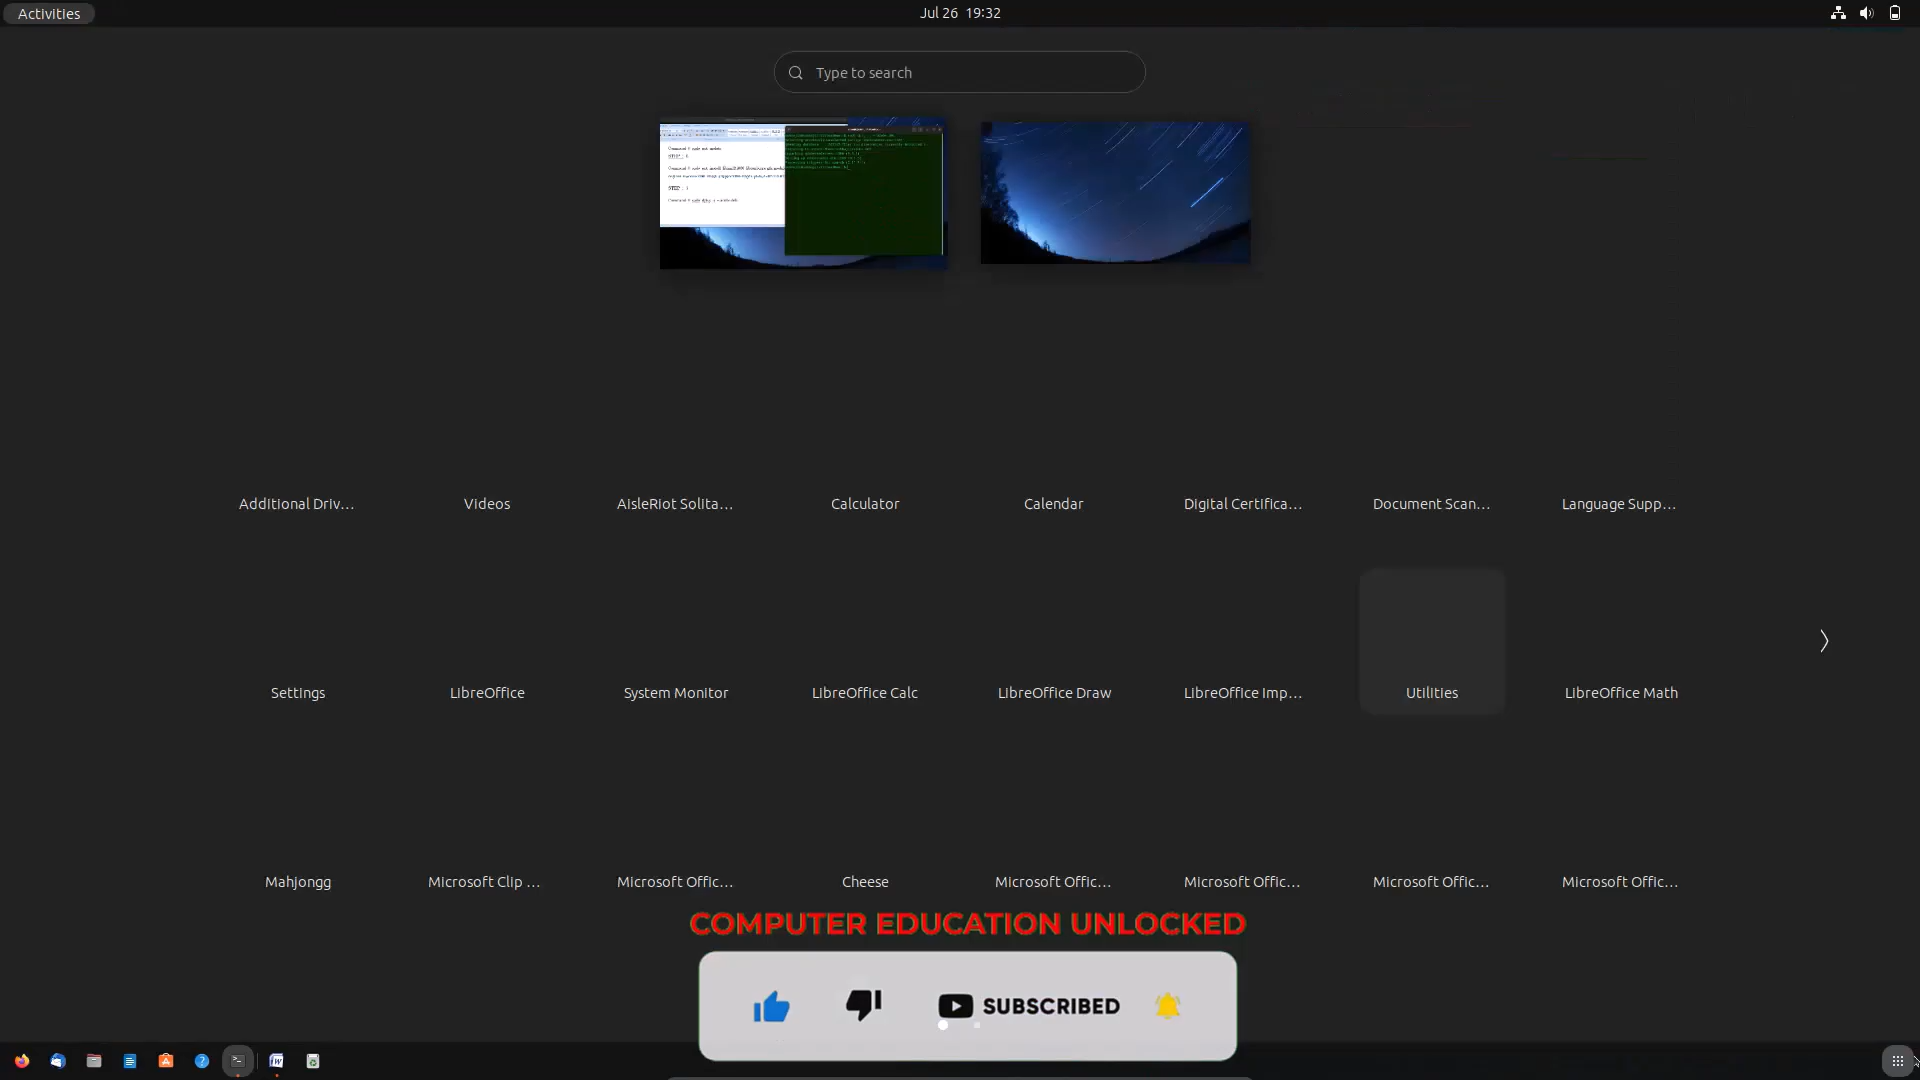 Activities
Jul 26 19:32
Type to search
Additional Driv...
Videos
AisleRiot Solita...
Calculator
Calendar
Digital Certifica...
Document Scan...
Language Supp...
Settings
LibreOffice
System Monitor
LibreOffice Calc
LibreOffice Draw
LibreOffice Imp...
Utilities
LibreOffice Math
Mahjongg
Microsoft Clip ...
Microsoft Offic...
Cheese
Microsoft Offic...
Microsoft Offic...
Microsoft Offic...
Microsoft Offic...
COMPUTER EDUCATION UNLOCKED
SUBSCRIBED